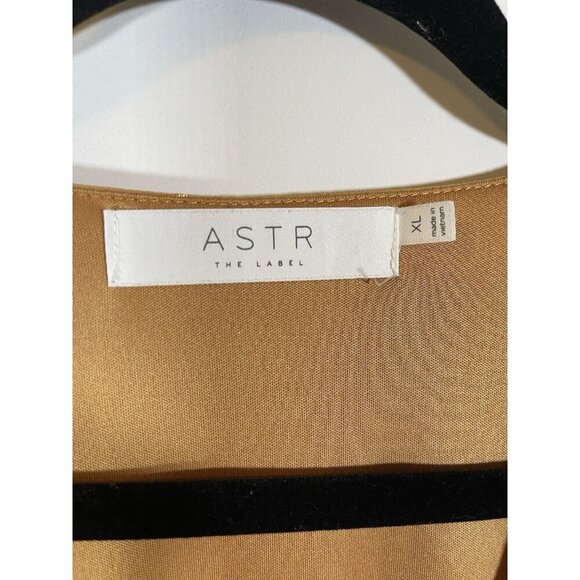 ASTR
THE LABEL
XL
made in
vietnam